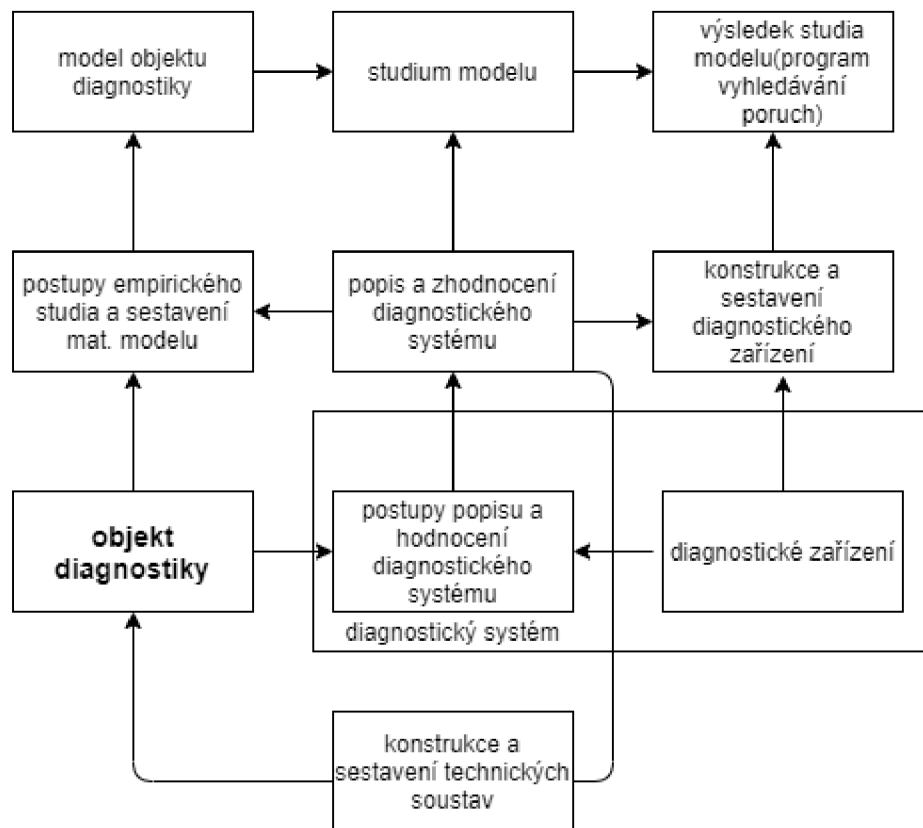 model objektu
diagnostiky
studium modelu
výsledek studia
modelu(program
vyhledávání
poruch)
postupy empirického
studia a sestavení
mat. modelu
popis a zhodnocení
diagnostického
systému
konstrukce a
sestavení
diagnostického
zařízení
objekt
diagnostiky
postupy popisu a
hodnocení
diagnostického
systému
diagnostické zařízení
diagnostický systém
konstrukce a
sestavení technických
soustav